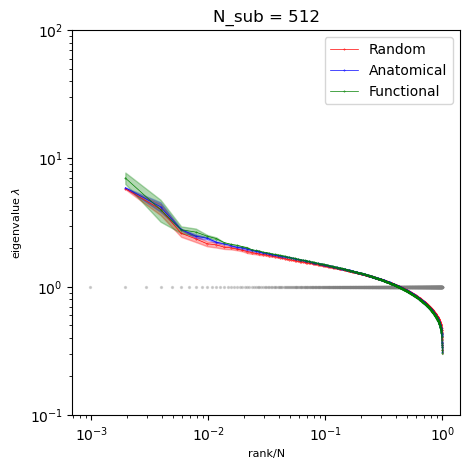 N_sub = 512
Random
Anatomical
Functional
eigenvalue λ
10²
10¹
10⁰
10⁻¹
10⁻³
10⁻²
10⁻¹
10⁰
rank/N